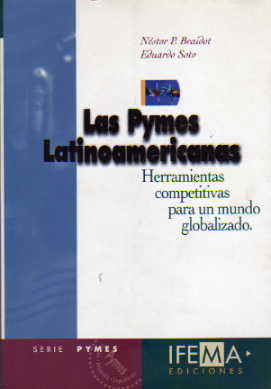 Néstor P. Braidot
Eduardo Soto
Las Pymes
Latinoamericanas
Herramientas
competitivas
para un mundo
globalizado.
SERIE PYMES
IFEMA
EDICIONES